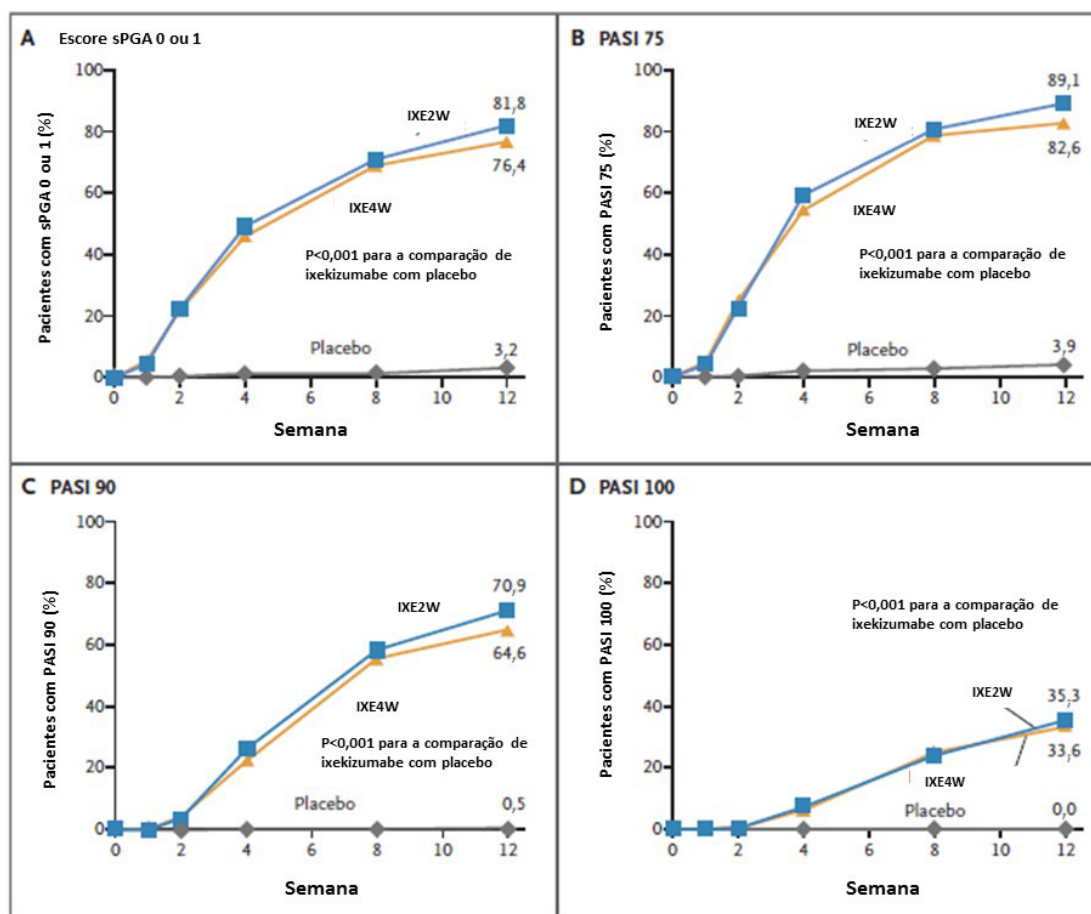 A Escore sPGA 0 ou 1
Pacientes com sPGA 0 ou 1 (%)
100
80
60
40
20
0
81,8
IXE2W
76,4
IXE4W
P<0,001 para a comparação de
ixekizumabe com placebo
Placebo
3,2
0 2 4 6 8 10 12
Semana
B PASI 75
Pacientes com PASI 75 (%)
100
80
60
40
20
0
89,1
IXE2W
82,6
IXE4W
P<0,001 para a comparação de
ixekizumabe com placebo
Placebo
3,9
0 2 4 6 8 10 12
Semana
C PASI 90
Pacientes com PASI 90 (%)
100
80
60
40
20
0
70,9
IXE2W
64,6
IXE4W
P<0,001 para a comparação de
ixekizumabe com placebo
Placebo
0,5
0 2 4 6 8 10 12
Semana
D PASI 100
Pacientes com PASI 100 (%)
100
80
60
40
20
0
P<0,001 para a comparação de
ixekizumabe com placebo
IXE2W
35,3
33,6
IXE4W
Placebo
0,0
0 2 4 6 8 10 12
Semana